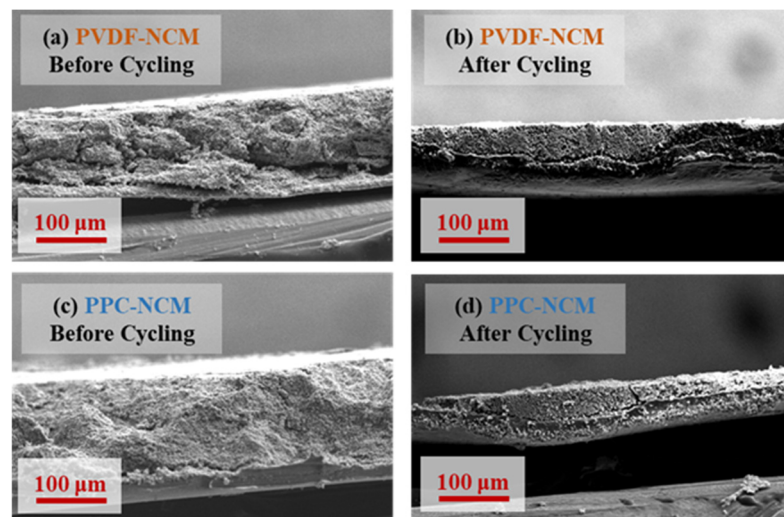 (a) PVDF-NCM
Before Cycling
100 µm
(b) PVDF-NCM
After Cycling
100 µm
(c) PPC-NCM
Before Cycling
100 µm
(d) PPC-NCM
After Cycling
100 µm